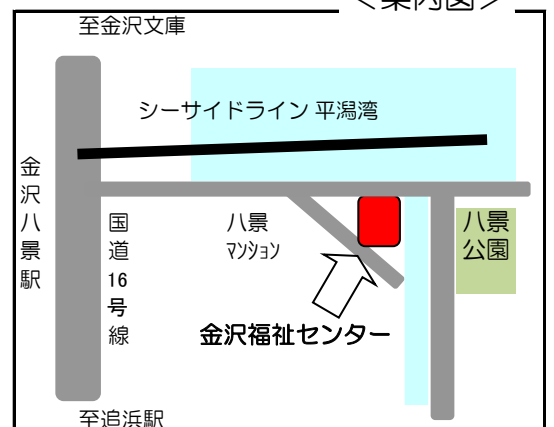 ＜案内図＞
至金沢文庫
シーサイドライン 平潟湾
金沢八景駅
国道16号線
八景
ﾏﾝｼｮﾝ
八景
公園
金沢福祉センター
至追浜駅